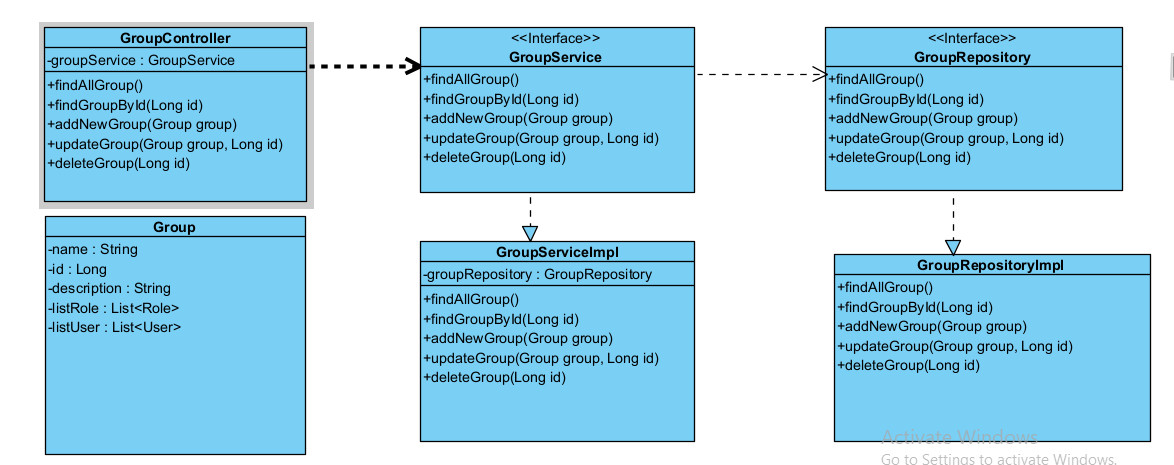 GroupController
-groupService : GroupService
+findAllGroup()
+findGroupById(Long id)
+addNewGroup(Group group)
+updateGroup(Group group, Long id)
+deleteGroup(Long id)
<<Interface>>
GroupService
+findAllGroup()
+findGroupById(Long id)
+addNewGroup(Group group)
+updateGroup(Group group, Long id)
+deleteGroup(Long id)
<<Interface>>
GroupRepository
+findAllGroup()
+findGroupById(Long id)
+addNewGroup(Group group)
+updateGroup(Group group, Long id)
+deleteGroup(Long id)
Group
-name : String
-id : Long
-description : String
-listRole : List<Role>
-listUser : List<User>
GroupServiceImpl
-groupRepository : GroupRepository
+findAllGroup()
+findGroupById(Long id)
+addNewGroup(Group group)
+updateGroup(Group group, Long id)
+deleteGroup(Long id)
GroupRepositoryImpl
+findAllGroup()
+findGroupById(Long id)
+addNewGroup(Group group)
+updateGroup(Group group, Long id)
+deleteGroup(Long id)
Activate Windows
Go to Settings to activate Windows.